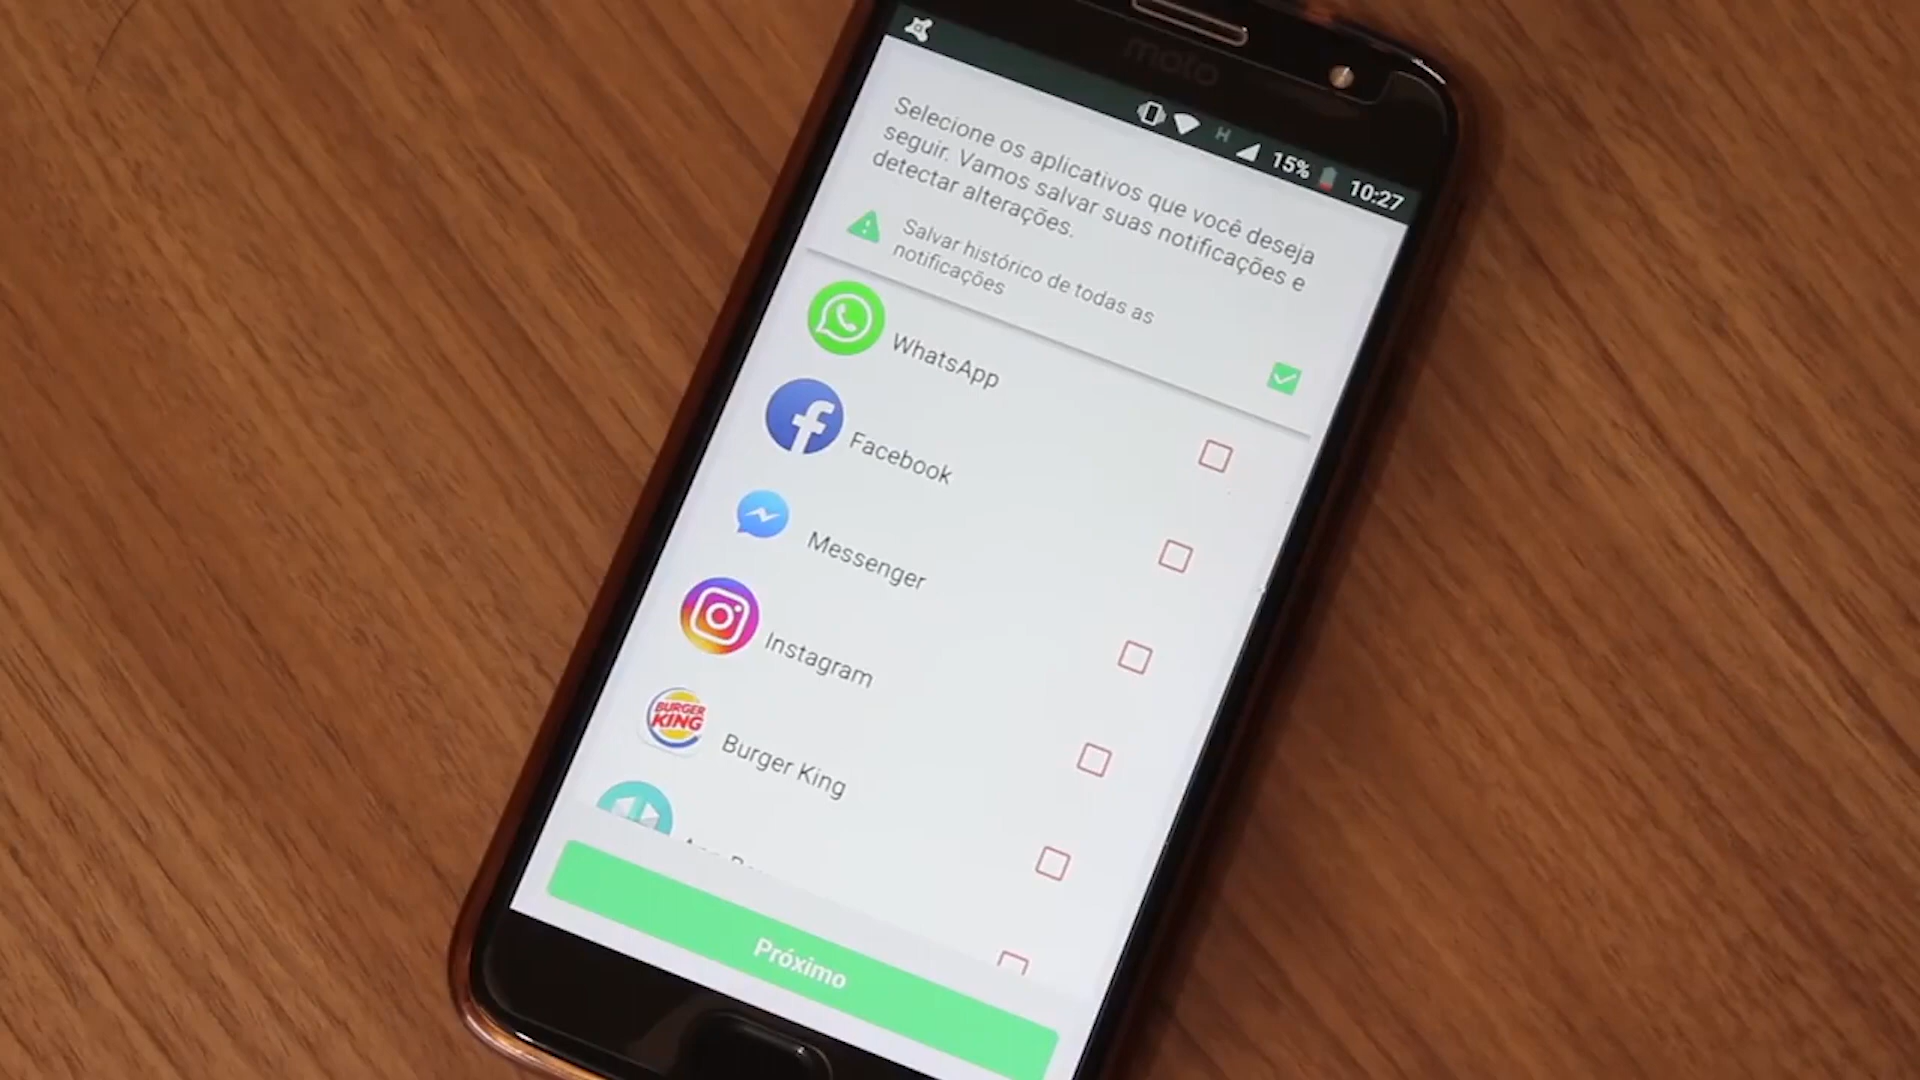 moto
H 15% 10:27
Selecione os aplicativos que você deseja
seguir. Vamos salvar suas notificações e
detectar alterações.
Salvar histórico de todas as
notificações
WhatsApp
Facebook
Messenger
Instagram
BURGER
KING
Burger King
Próximo